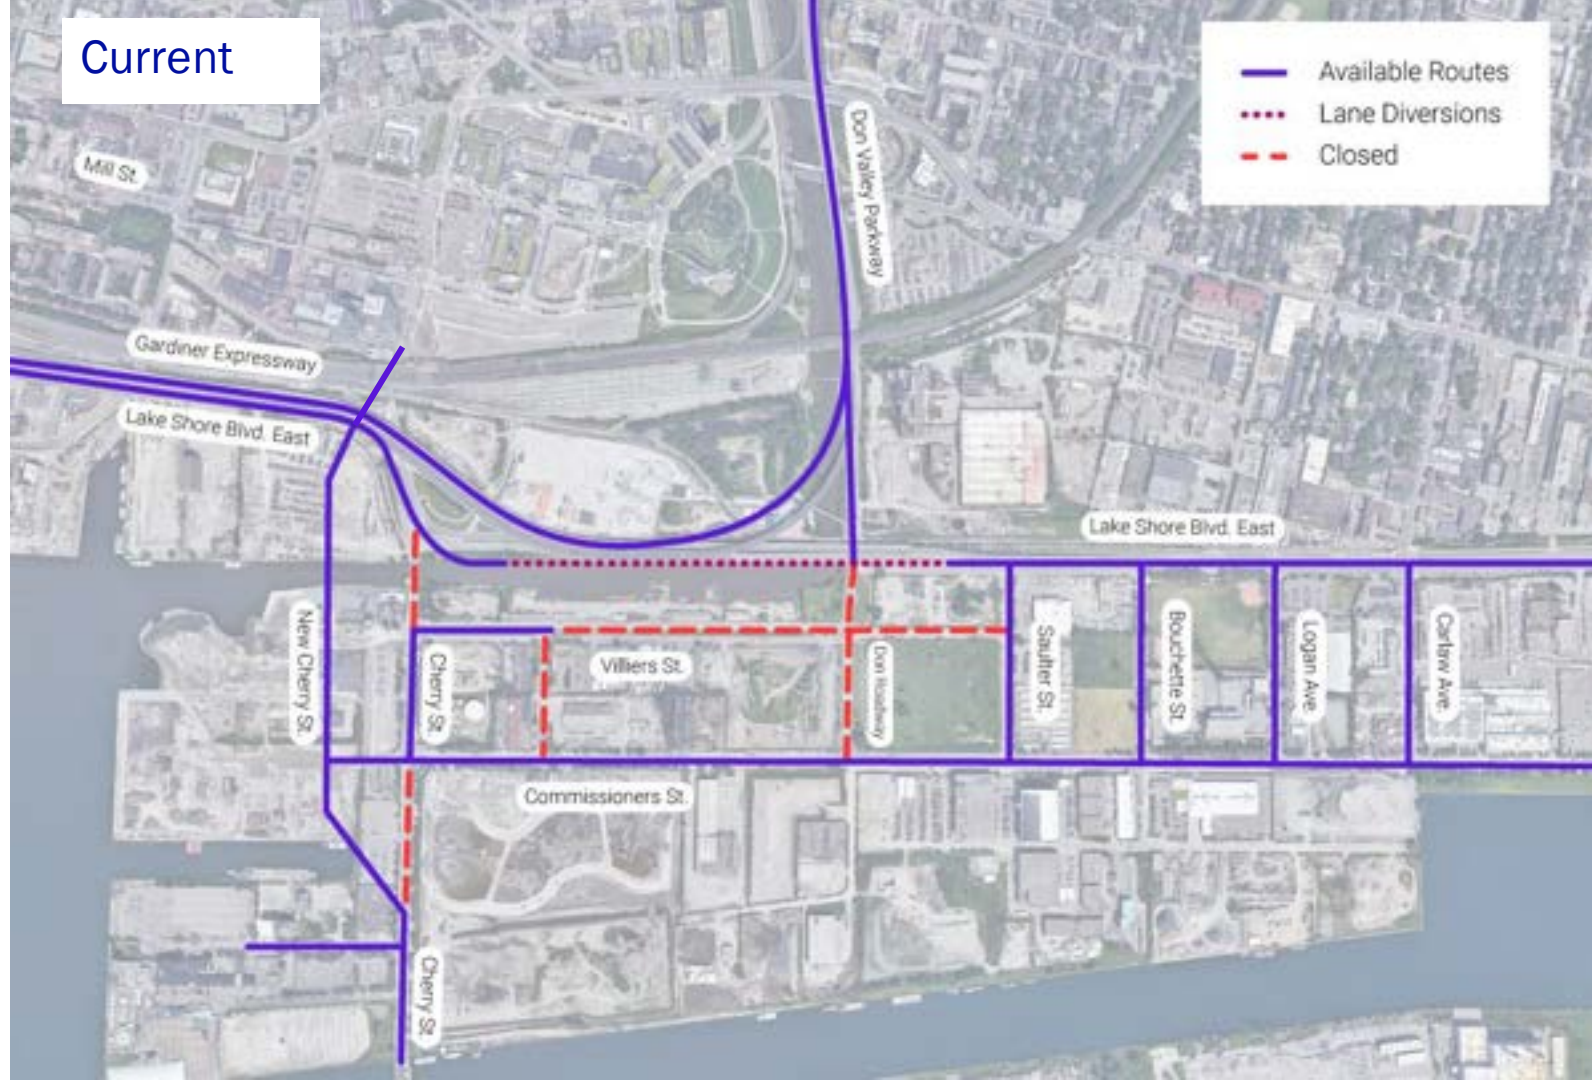 Current
Available Routes
Lane Diversions
Closed
Mill St.
Don Valley Parkway
Gardiner Expressway
Lake Shore Blvd. East
Lake Shore Blvd. East
New Cherry St.
Cherry St.
Villiers St.
Don Roadway
Saulter St.
Bouchette St.
Logan Ave.
Carlaw Ave.
Commissioners St.
Cherry St.